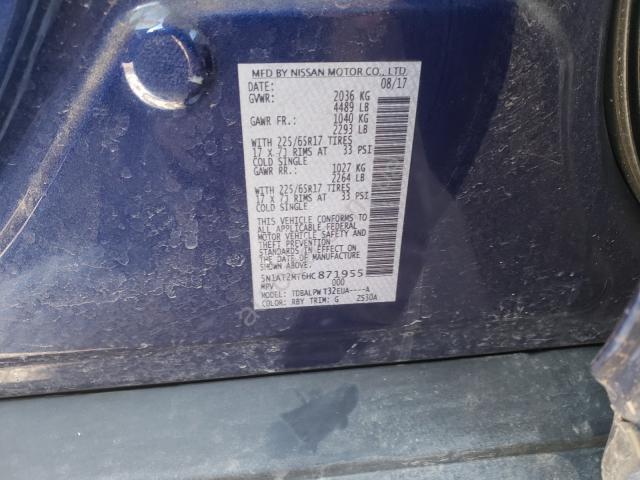 MFD BY NISSAN MOTOR CO., LTD.
DATE: 08/17
GVWR: 2036 KG
4489 LB
GAWR FR.: 1040 KG
2293 LB
WITH 225/65R17 TIRES
17 X 7J RIMS AT 33 PSI
COLD SINGLE
GAWR RR.: 1027 KG
2264 LB
WITH 225/65R17 TIRES
17 X 7J RIMS AT 33 PSI
COLD SINGLE
THIS VEHICLE CONFORMS TO
ALL APPLICABLE FEDERAL
MOTOR VEHICLE SAFETY AND
THEFT PREVENTION
STANDARDS IN EFFECT ON
THE DATE OF MANUFACTURE
SHOWN ABOVE.
5N1AT2MT6HC871955
MPV 000
MODEL: TDBALPWT32EUA----A
COLOR: RBY TRIM: G 2530A